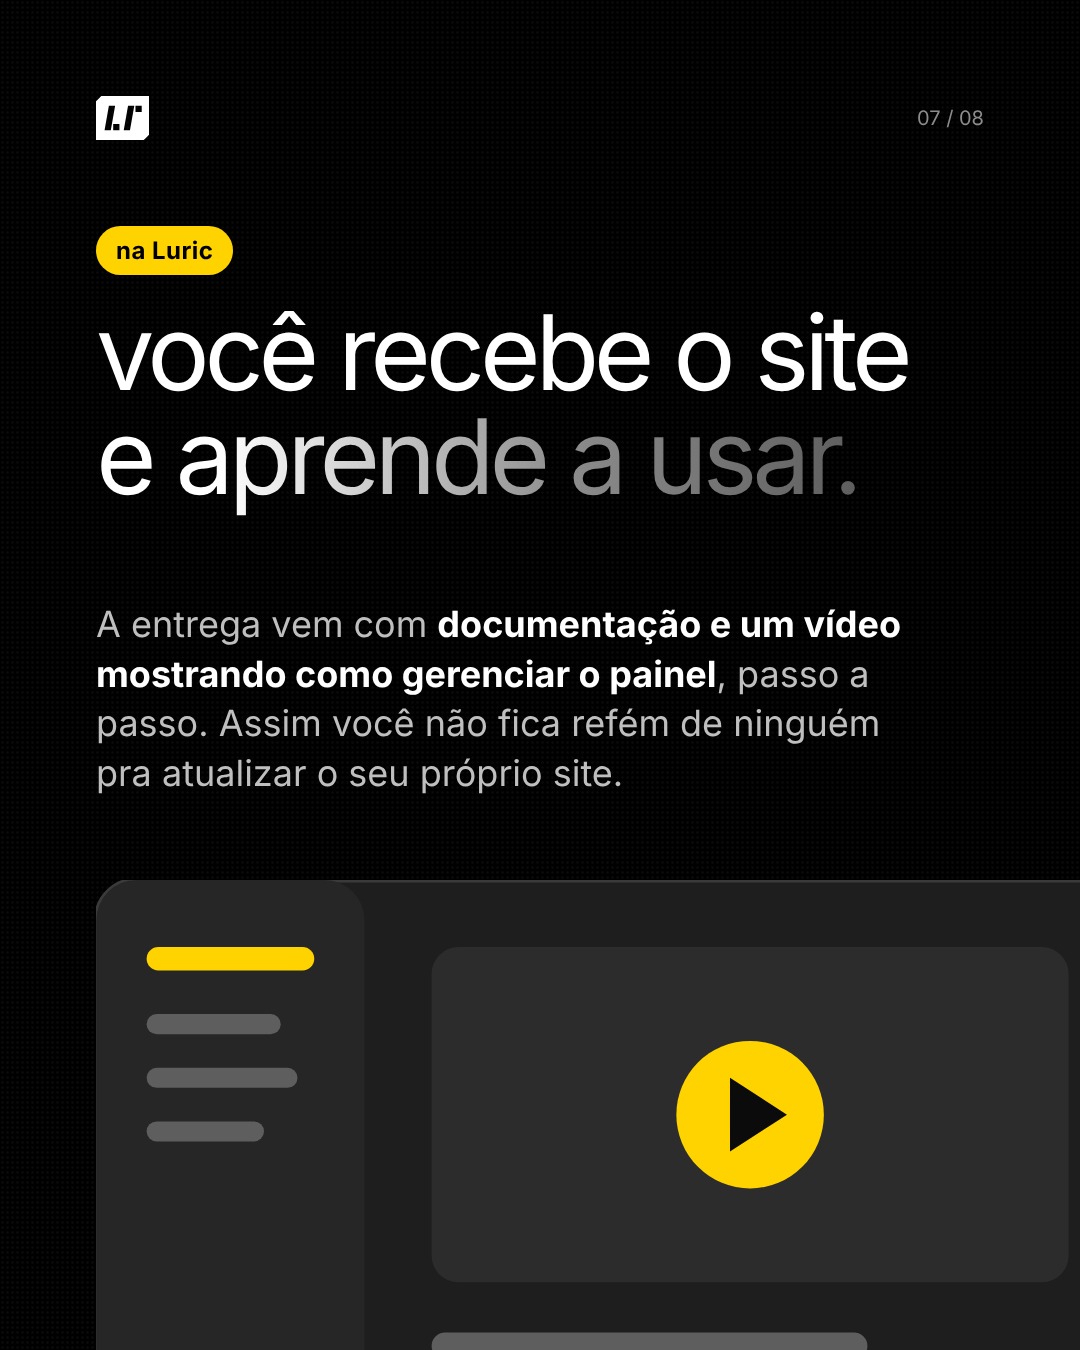 Lr
07 / 08
na Luric
você recebe o site
e aprende a usar.
A entrega vem com documentação e um vídeo
mostrando como gerenciar o painel, passo a
passo. Assim você não fica refém de ninguém
pra atualizar o seu próprio site.